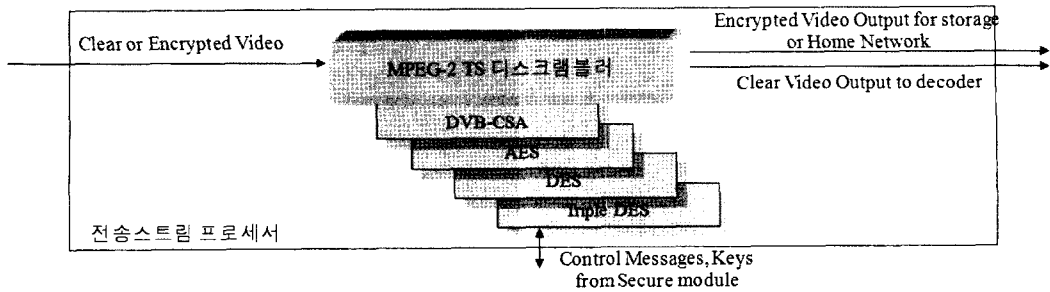 Clear or Encrypted Video
Encrypted Video Output for storage
or Home Network
MPEG-2 TS 디스크램블러
Clear Video Output to decoder
DVB-CSA
AES
DES
Triple DES
전송스트림 프로세서
Control Messages, Keys
from Secure module